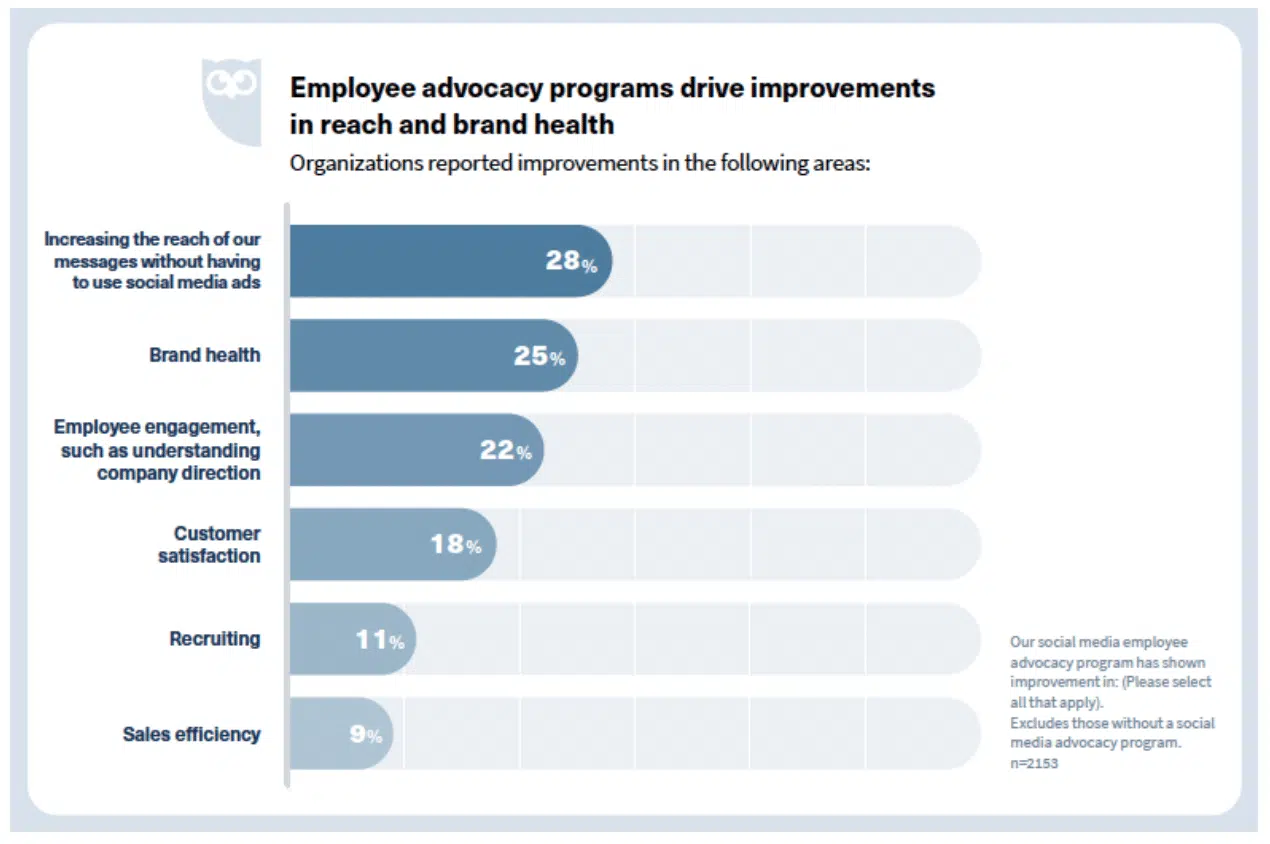 Employee advocacy programs drive improvements
in reach and brand health
Organizations reported improvements in the following areas:
Increasing the reach of our
messages without having
to use social media ads
28%
Brand health
25%
Employee engagement,
such as understanding
company direction
22%
Customer
satisfaction
18%
Recruiting
11%
Sales efficiency
9%
Our social media employee
advocacy program has shown
improvement in: (Please select
all that apply).
Excludes those without a social
media advocacy program.
n=2153